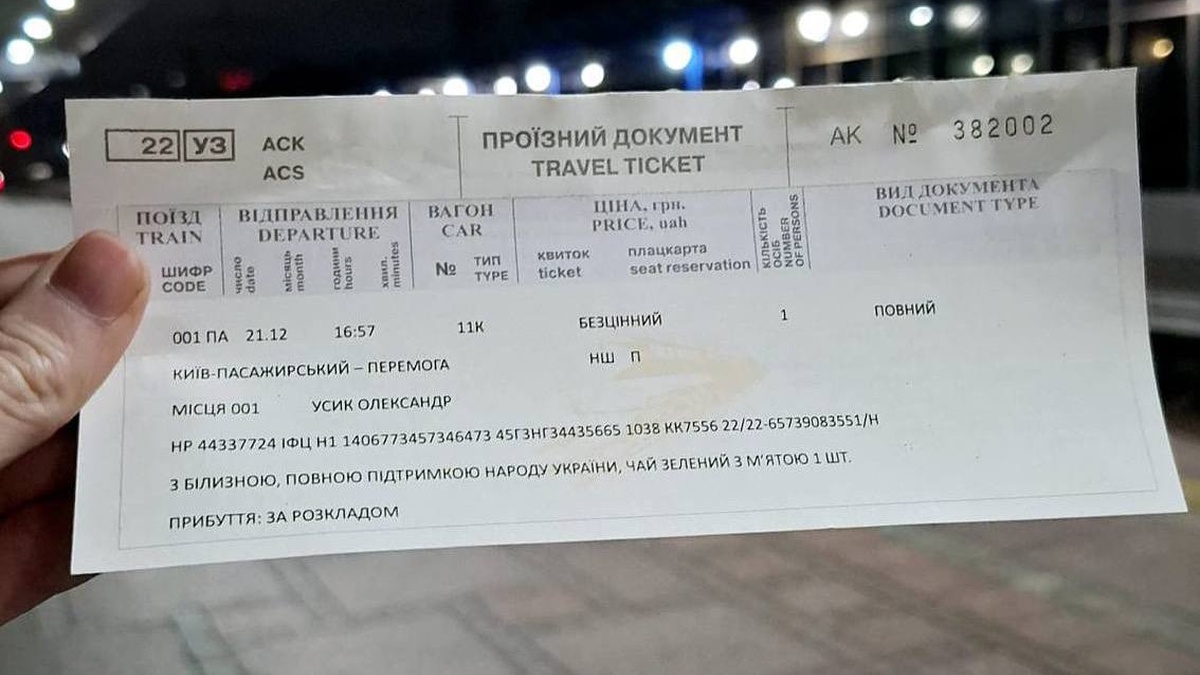 22 УЗ АСК ACS ПРОЇЗНИЙ ДОКУМЕНТ TRAVEL TICKET АК № 382002
ПОЇЗД TRAIN ВІДПРАВЛЕННЯ DEPARTURE ВАГОН CAR ЦІНА, грн. PRICE, uah КІЛЬКІСТЬ ОСІБ NUMBER OF PERSONS ВИД ДОКУМЕНТА DOCUMENT TYPE
ШИФР CODE число date місяць month години hours хвил. minutes № ТИП TYPE квиток ticket плацкарта seat reservation
001 ПА 21.12 16:57 11К БЕЗЦІННИЙ 1 ПОВНИЙ
КИЇВ-ПАСАЖИРСЬКИЙ – ПЕРЕМОГА НШ П
МІСЦЯ 001 УСИК ОЛЕКСАНДР
НР 44337724 ІФЦ Н1 1406773457346473 45ГЗНГ34435665 1038 КК7556 22/22-65739083551/Н
З БІЛИЗНОЮ, ПОВНОЮ ПІДТРИМКОЮ НАРОДУ УКРАЇНИ, ЧАЙ ЗЕЛЕНИЙ З М'ЯТОЮ 1 ШТ.
ПРИБУТТЯ: ЗА РОЗКЛАДОМ